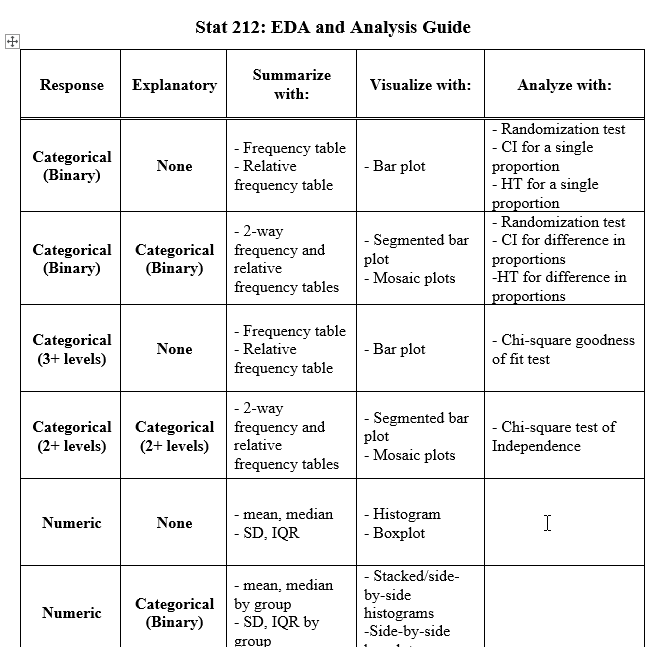 Stat 212: EDA and Analysis Guide
Response
Explanatory
Summarize
with:
Visualize with:
Analyze with:
Categorical
(Binary)
None
- Frequency table
- Relative
frequency table
- Bar plot
- Randomization test
- CI for a single
proportion
- HT for a single
proportion
Categorical
(Binary)
Categorical
(Binary)
- 2-way
frequency and
relative
frequency tables
- Segmented bar
plot
- Mosaic plots
- Randomization test
- CI for difference in
proportions
-HT for difference in
proportions
Categorical
(3+ levels)
None
- Frequency table
- Relative
frequency table
- Bar plot
- Chi-square goodness
of fit test
Categorical
(2+ levels)
Categorical
(2+ levels)
- 2-way
frequency and
relative
frequency tables
- Segmented bar
plot
- Mosaic plots
- Chi-square test of
Independence
Numeric
None
- mean, median
- SD, IQR
- Histogram
- Boxplot
Numeric
Categorical
(Binary)
- mean, median
by group
- SD, IQR by
group
- Stacked/side-
by-side
histograms
-Side-by-side